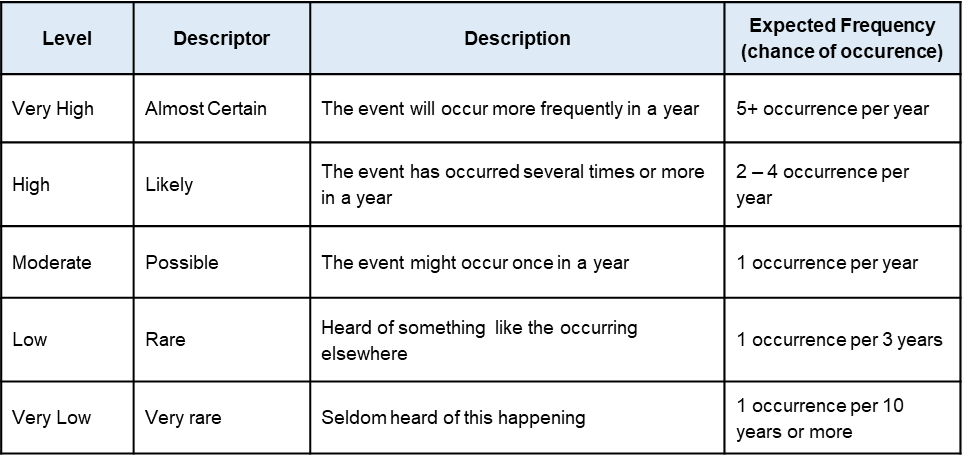 Level
Descriptor
Description
Expected Frequency
(chance of occurence)
Very High
Almost Certain
The event will occur more frequently in a year
5+ occurrence per year
High
Likely
The event has occurred several times or more
in a year
2 – 4 occurrence per
year
Moderate
Possible
The event might occur once in a year
1 occurrence per year
Low
Rare
Heard of something like the occurring
elsewhere
1 occurrence per 3 years
Very Low
Very rare
Seldom heard of this happening
1 occurrence per 10
years or more